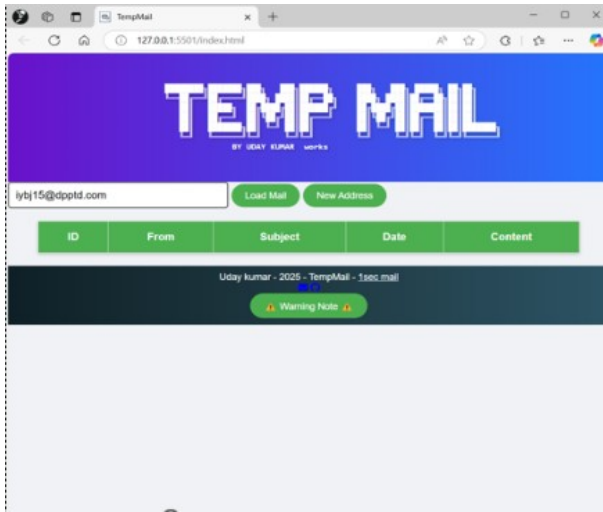 TempMail
127.0.0.1:5501/index.html
TEMP MAIL
BY UDAY KUMAR works
iybj15@dpptd.com Load Mail New Address
ID From Subject Date Content
Uday kumar - 2025 - TempMail - 1sec mail
⚠ Warning Note ⚠